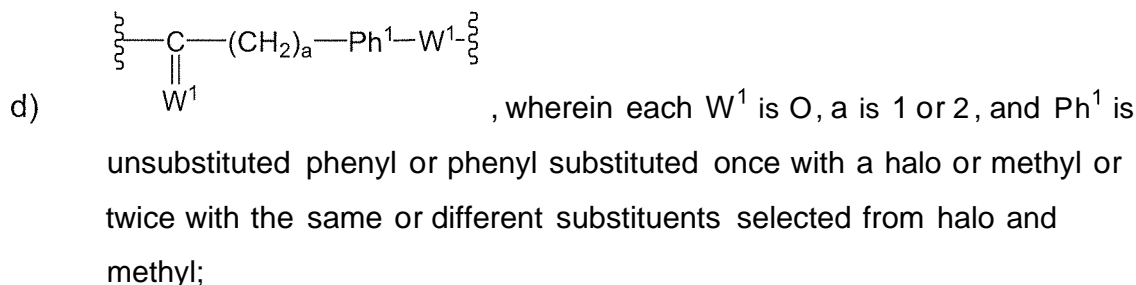 C—(CH₂)ₐ—Ph¹—W¹
d) W¹ , wherein each W¹ is O, a is 1 or 2, and Ph¹ is
unsubstituted phenyl or phenyl substituted once with a halo or methyl or
twice with the same or different substituents selected from halo and
methyl;